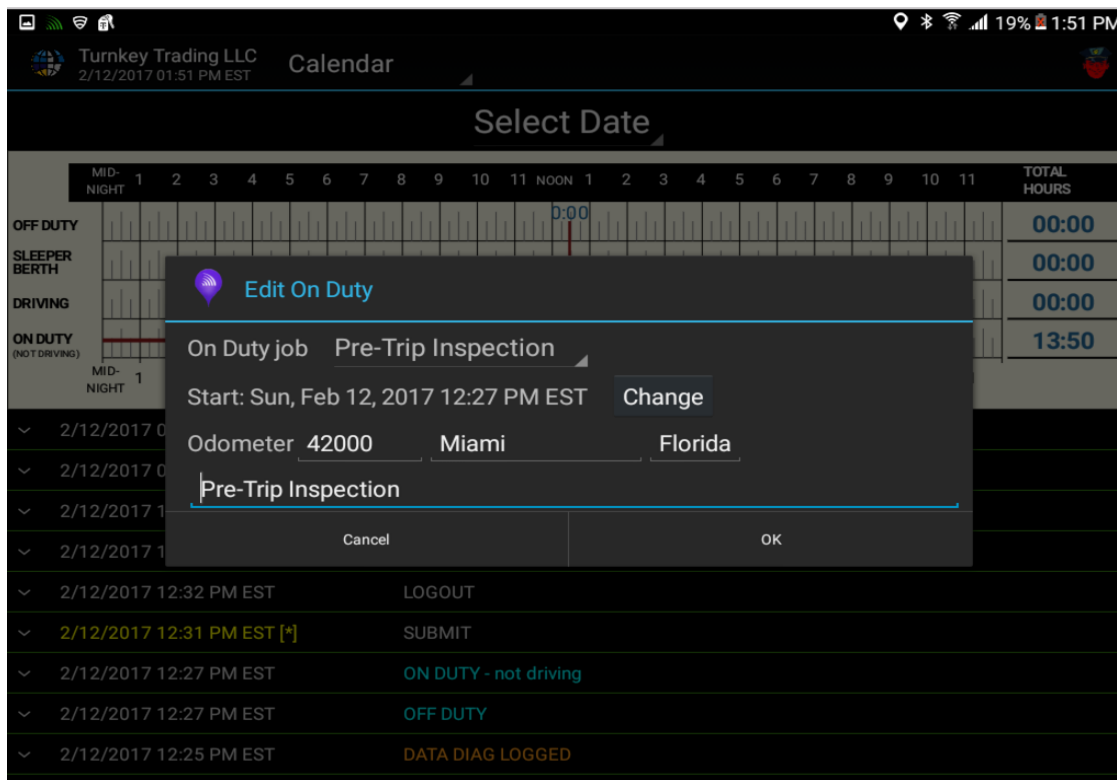 19% 1:51 PM
Turnkey Trading LLC
2/12/2017 01:51 PM EST
Calendar
Select Date
MID-NIGHT 1 2 3 4 5 6 7 8 9 10 11 NOON 1 2 3 4 5 6 7 8 9 10 11 TOTAL HOURS
0:00
OFF DUTY 00:00
SLEEPER BERTH 00:00
DRIVING 00:00
ON DUTY (NOT DRIVING) 13:50
MID-NIGHT 1
Edit On Duty
On Duty job Pre-Trip Inspection
Start: Sun, Feb 12, 2017 12:27 PM EST Change
Odometer 42000 Miami Florida
Pre-Trip Inspection
Cancel OK
2/12/2017 0
2/12/2017 0
2/12/2017 1
2/12/2017 1
2/12/2017 12:32 PM EST LOGOUT
2/12/2017 12:31 PM EST [*] SUBMIT
2/12/2017 12:27 PM EST ON DUTY - not driving
2/12/2017 12:27 PM EST OFF DUTY
2/12/2017 12:25 PM EST DATA DIAG LOGGED